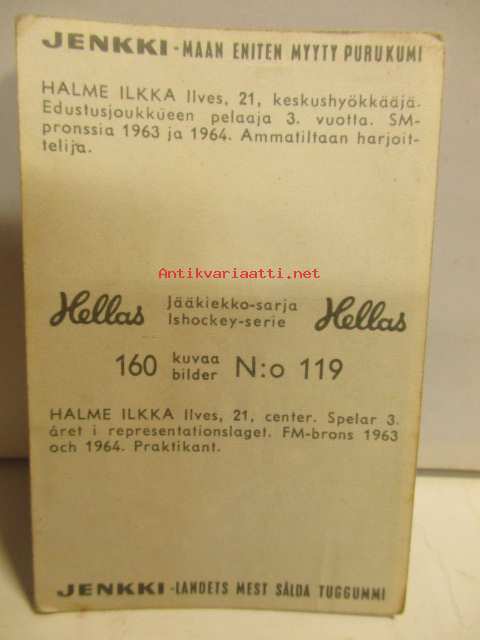 JENKKI - MAAN ENITEN MYYTY PURUKUMI
HALME ILKKA Ilves, 21, keskushyökkääjä.
Edustusjoukkueen pelaaja 3. vuotta. SM-
pronssia 1963 ja 1964. Ammatiltaan harjoit-
telija.
Antikvariaatti.net
Hellas Jääkiekko-sarja Hellas
Ishockey-serie
160 kuvaa N:o 119
bilder
HALME ILKKA Ilves, 21, center. Spelar 3.
året i representationslaget. FM-brons 1963
och 1964. Praktikant.
JENKKI - LANDETS MEST SÅLDA TUGGUMMI